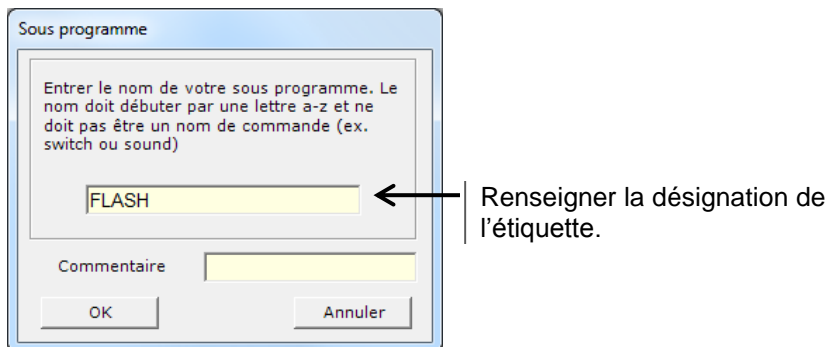 Sous programme
Entrer le nom de votre sous programme. Le
nom doit débuter par une lettre a-z et ne
doit pas être un nom de commande (ex.
switch ou sound)
FLASH
Renseigner la désignation de
l’étiquette.
Commentaire
OK
Annuler